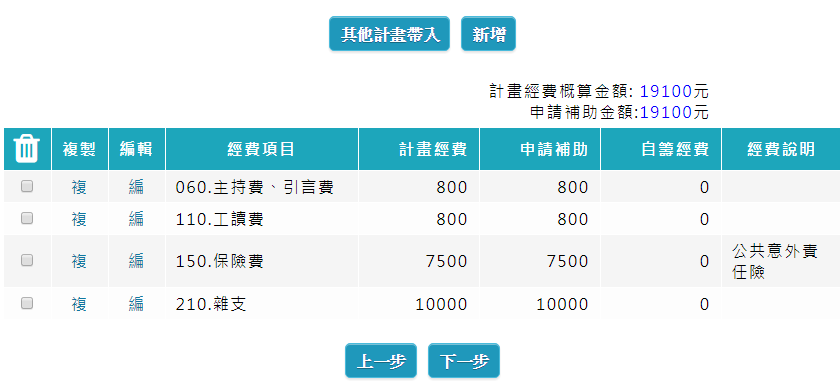 其他計畫帶入 新增
計畫經費概算金額: 19100元
申請補助金額:19100元
複製 編輯 經費項目 計畫經費 申請補助 自籌經費 經費說明
複 編 060.主持費、引言費 800 800 0
複 編 110.工讀費 800 800 0
複 編 150.保險費 7500 7500 0 公共意外責
任險
複 編 210.雜支 10000 10000 0
上一步 下一步